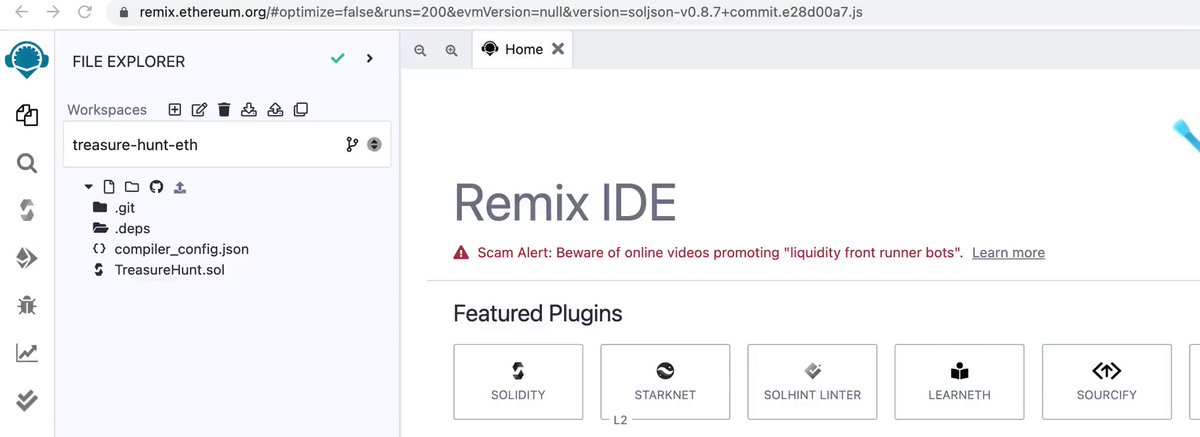 remix.ethereum.org/#optimize=false&runs=200&evmVersion=null&version=soljson-v0.8.7+commit.e28d00a7.js
FILE EXPLORER
Home
Workspaces
treasure-hunt-eth
.git
.deps
compiler_config.json
TreasureHunt.sol
Remix IDE
Scam Alert: Beware of online videos promoting "liquidity front runner bots". Learn more
Featured Plugins
SOLIDITY
STARKNET
L2
SOLHINT LINTER
LEARNETH
SOURCIFY